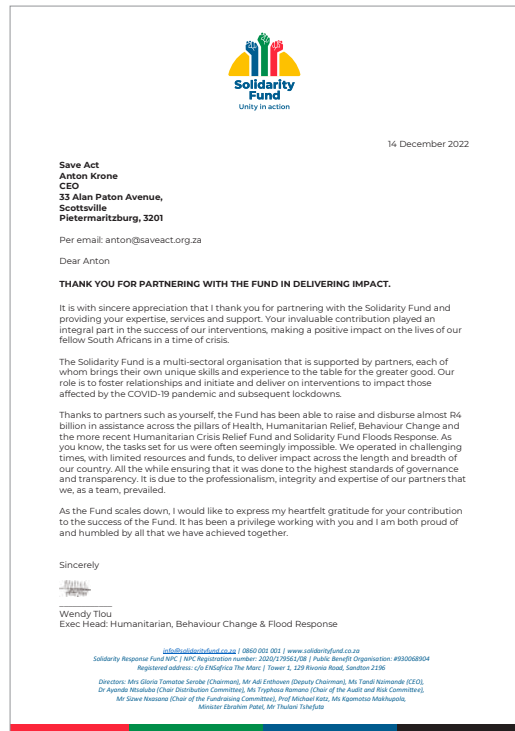 Solidarity
Fund
Unity in action
14 December 2022
Save Act
Anton Krone
CEO
33 Alan Paton Avenue,
Scottsville
Pietermaritzburg, 3201
Per email: anton@saveact.org.za
Dear Anton
THANK YOU FOR PARTNERING WITH THE FUND IN DELIVERING IMPACT.
It is with sincere appreciation that I thank you for partnering with the Solidarity Fund and
providing your expertise, services and support. Your invaluable contribution played an
integral part in the success of our interventions, making a positive impact on the lives of our
fellow South Africans in a time of crisis.
The Solidarity Fund is a multi-sectoral organisation that is supported by partners, each of
whom brings their own unique skills and experience to the table for the greater good. Our
role is to foster relationships and initiate and deliver on interventions to impact those
affected by the COVID-19 pandemic and subsequent lockdowns.
Thanks to partners such as yourself, the Fund has been able to raise and disburse almost R4
billion in assistance across the pillars of Health, Humanitarian Relief, Behaviour Change and
the more recent Humanitarian Crisis Relief Fund and Solidarity Fund Floods Response. As
you know, the tasks set for us were often seemingly impossible. We operated in challenging
times, with limited resources and funds, to deliver impact across the length and breadth of
our country. All the while ensuring that it was done to the highest standards of governance
and transparency. It is due to the professionalism, integrity and expertise of our partners that
we, as a team, prevailed.
As the Fund scales down, I would like to express my heartfelt gratitude for your contribution
to the success of the Fund. It has been a privilege working with you and I am both proud of
and humbled by all that we have achieved together.
Sincerely
Wendy Tlou
Exec Head: Humanitarian, Behaviour Change & Flood Response
info@solidarityfund.co.za | 0860 001 001 | www.solidarityfund.co.za
Solidarity Response Fund NPC | NPC Registration number: 2020/179561/08 | Public Benefit Organisation: #930068904
Registered address: c/o ENSafrica The Marc | Tower 1, 129 Rivonia Road, Sandton 2196
Directors: Mrs Gloria Tomatoe Serobe (Chairman), Mr Adi Enthoven (Deputy Chairman), Ms Tandi Nzimande (CEO),
Dr Ayanda Ntsaluba (Chair Distribution Committee), Ms Tryphosa Ramano (Chair of the Audit and Risk Committee),
Mr Sizwe Nxasana (Chair of the Fundraising Committee), Prof Michael Katz, Ms Kgomotso Makhupola,
Minister Ebrahim Patel, Mr Thulani Tshefuta